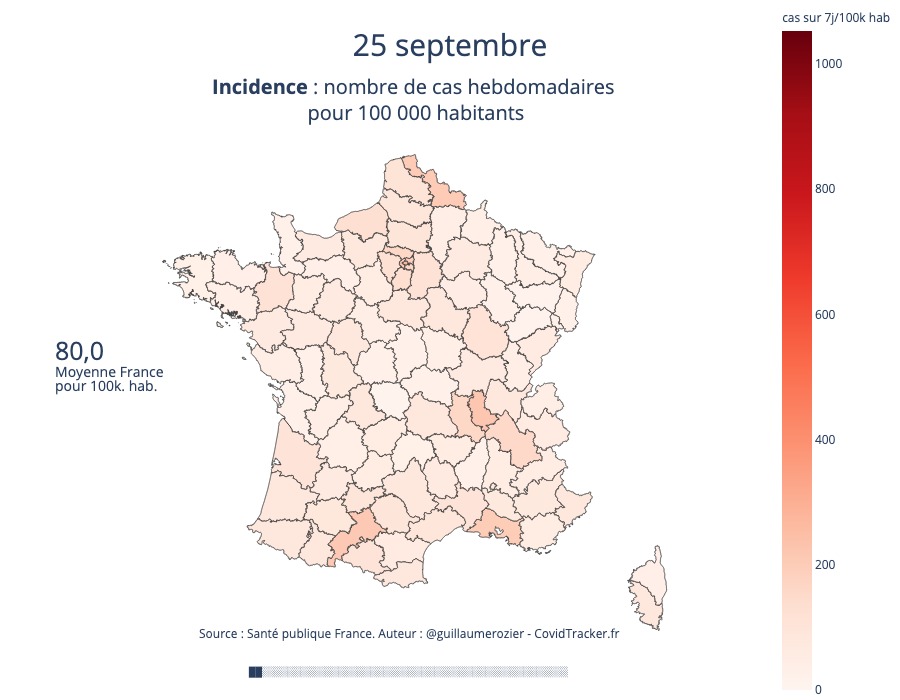 cas sur 7j/100k hab
25 septembre
Incidence : nombre de cas hebdomadaires
pour 100 000 habitants
1000
800
600
400
200
0
80,0
Moyenne France
pour 100k. hab.
Source : Santé publique France. Auteur : @guillaumerozier - CovidTracker.fr